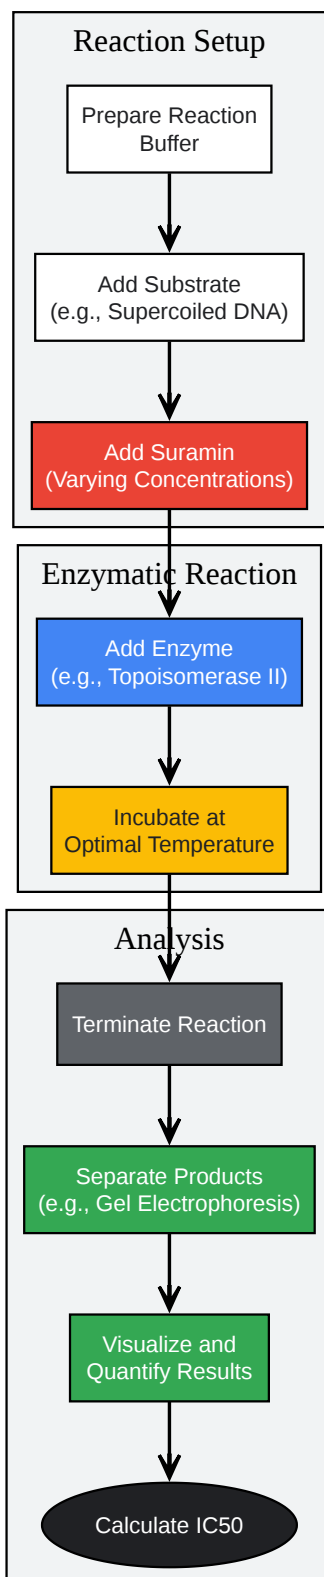 Reaction Setup
Prepare Reaction
Buffer
Add Substrate
(e.g., Supercoiled DNA)
Add Suramin
(Varying Concentrations)
Enzymatic Reaction
Add Enzyme
(e.g., Topoisomerase II)
Incubate at
Optimal Temperature
Analysis
Terminate Reaction
Separate Products
(e.g., Gel Electrophoresis)
Visualize and
Quantify Results
Calculate IC50